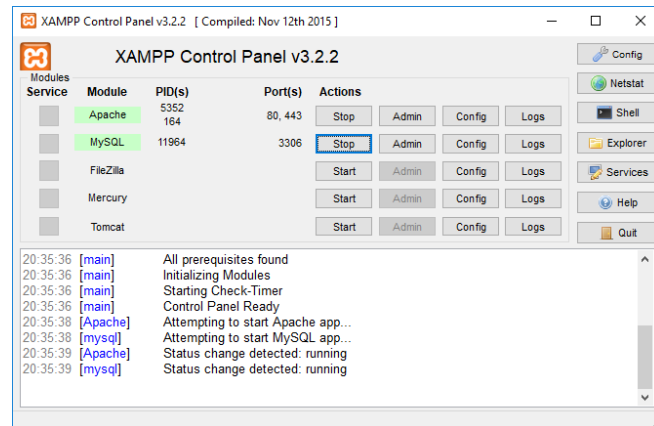 XAMPP Control Panel v3.2.2 [ Compiled: Nov 12th 2015 ]
XAMPP Control Panel v3.2.2
Config
Modules
Service Module PID(s) Port(s) Actions
Netstat
Apache 5352 164 80, 443 Stop Admin Config Logs
Shell
MySQL 11964 3306 Stop Admin Config Logs
Explorer
FileZilla Start Admin Config Logs
Services
Mercury Start Admin Config Logs
Help
Tomcat Start Admin Config Logs
Quit
20:35:36 [main] All prerequisites found
20:35:36 [main] Initializing Modules
20:35:36 [main] Starting Check-Timer
20:35:36 [main] Control Panel Ready
20:35:38 [Apache] Attempting to start Apache app...
20:35:38 [mysql] Attempting to start MySQL app...
20:35:39 [Apache] Status change detected: running
20:35:39 [mysql] Status change detected: running